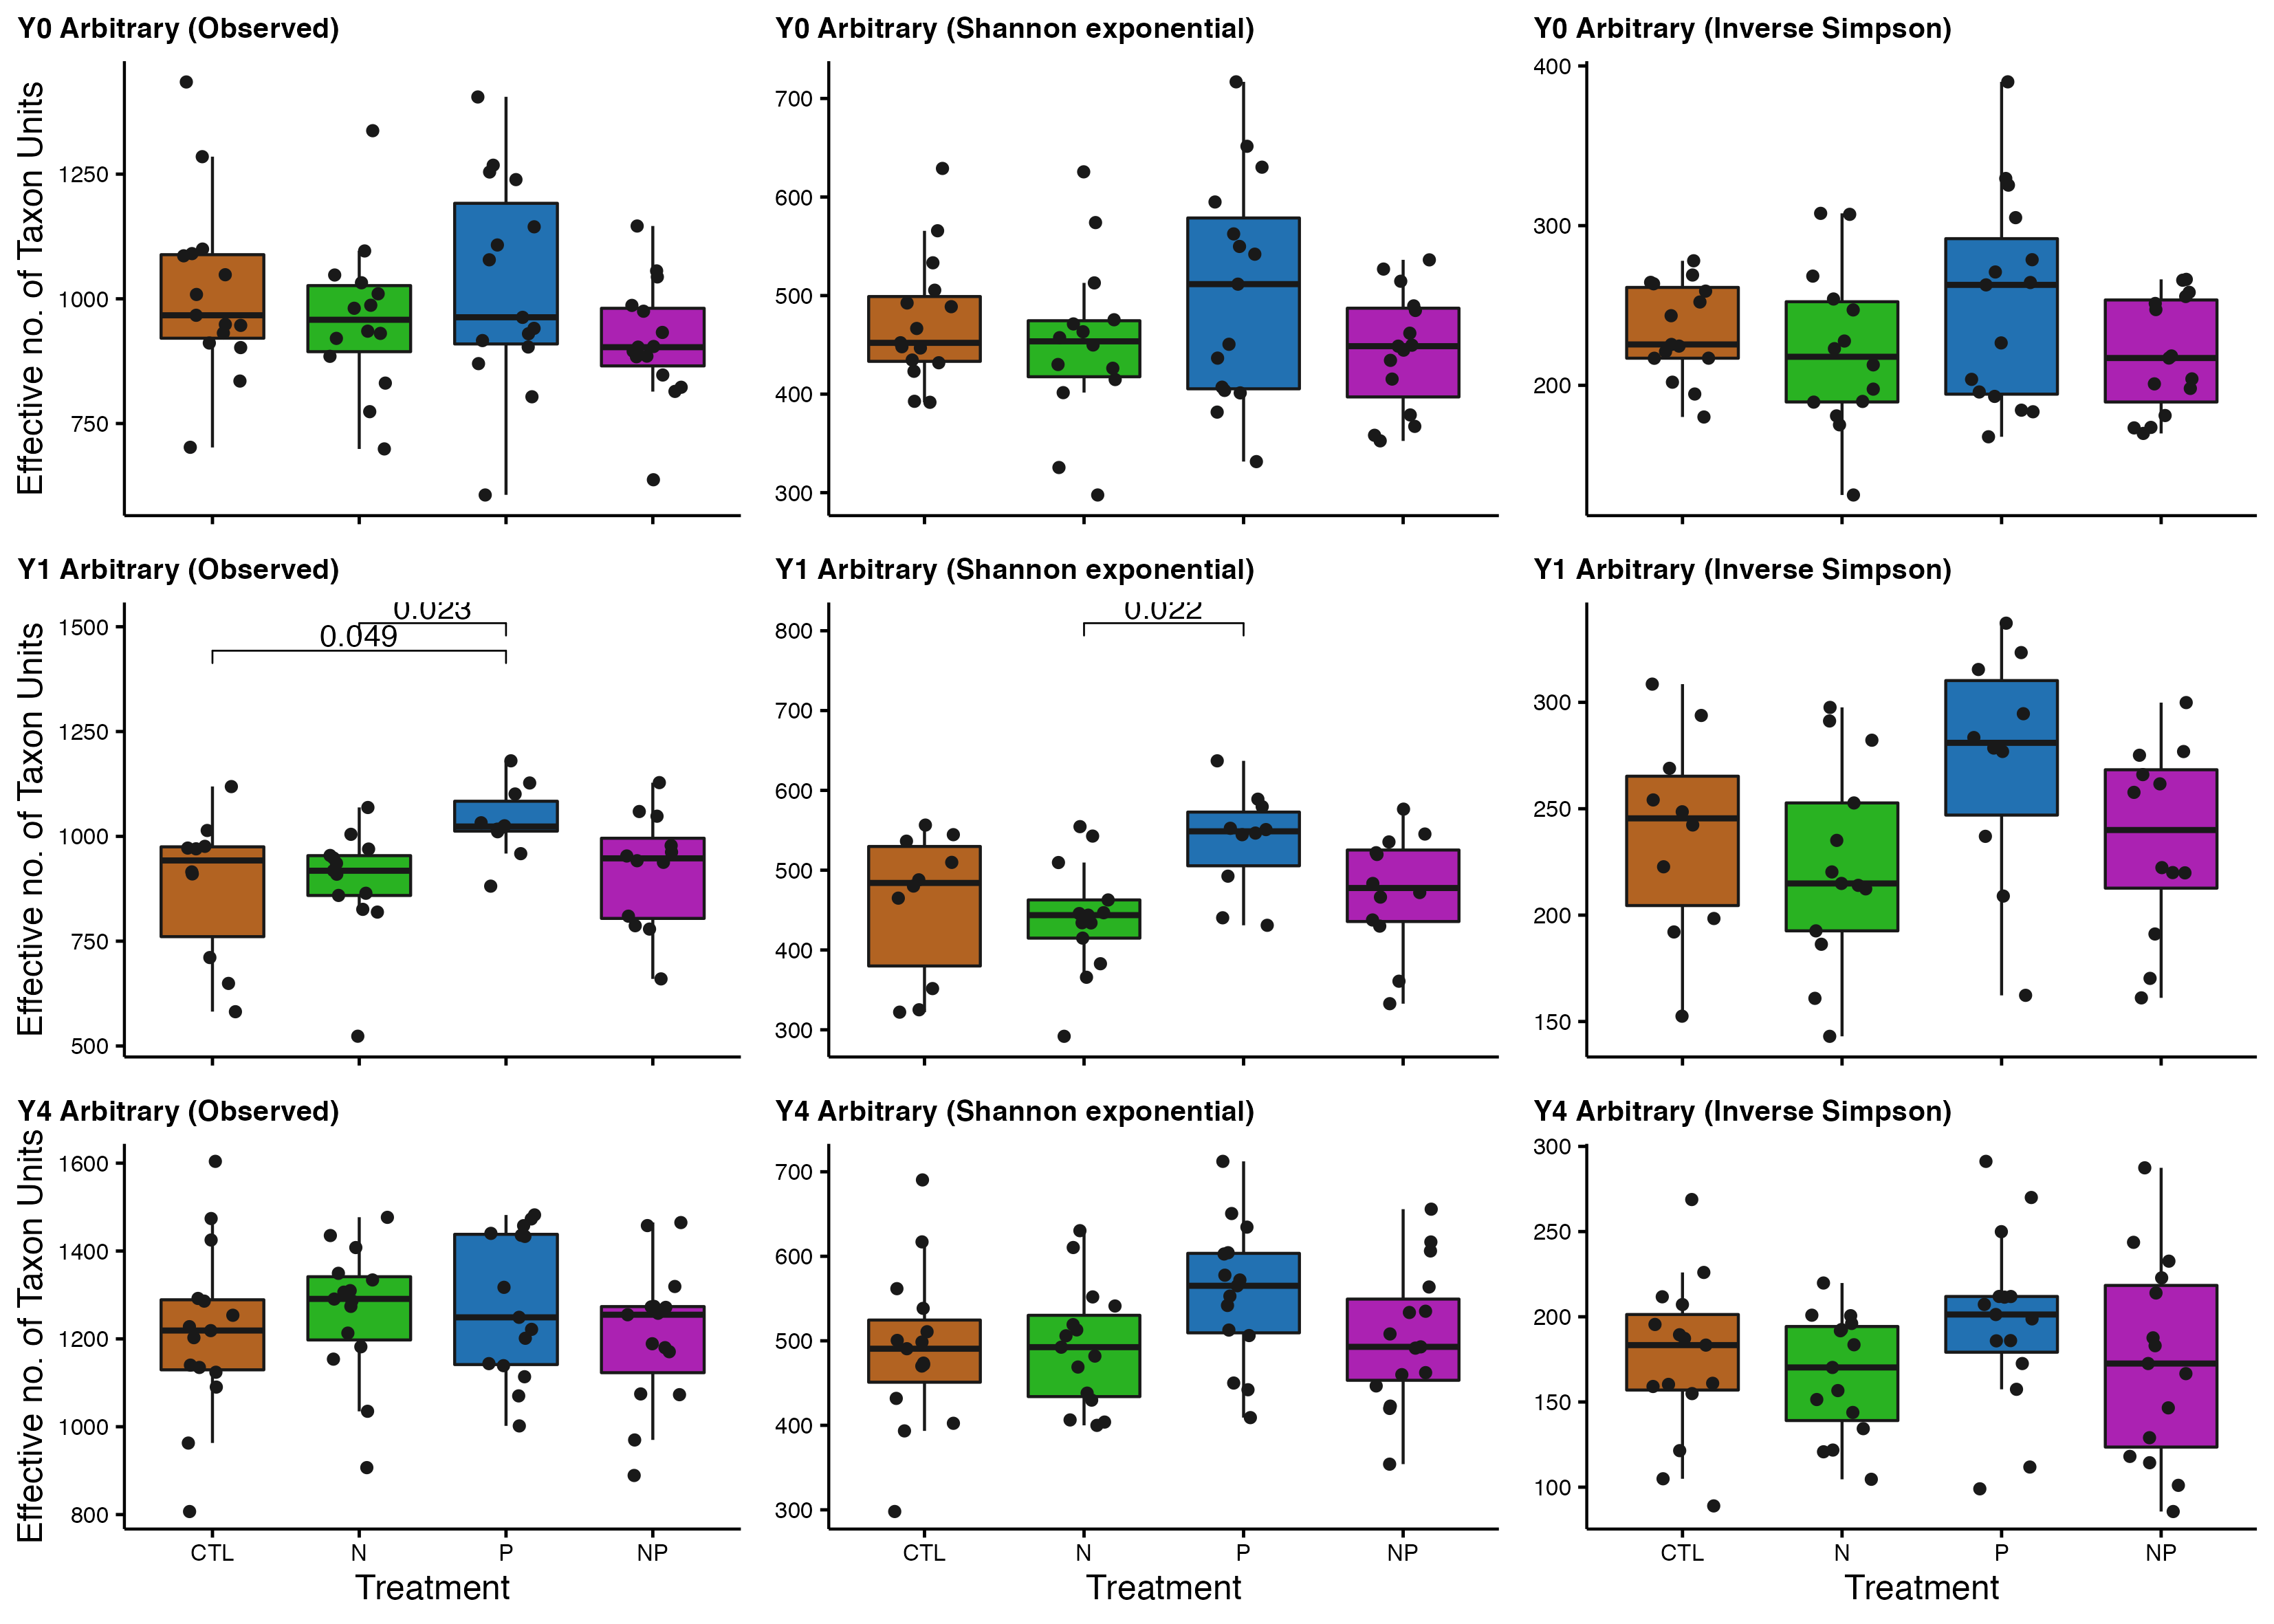 Y0 Arbitrary (Observed)
Effective no. of Taxon Units
1250
1000
750
Y0 Arbitrary (Shannon exponential)
700
600
500
400
300
Y0 Arbitrary (Inverse Simpson)
400
300
200
Y1 Arbitrary (Observed)
Effective no. of Taxon Units
1500
1250
1000
750
500
0.023
0.049
Y1 Arbitrary (Shannon exponential)
800
700
600
500
400
300
0.022
Y1 Arbitrary (Inverse Simpson)
300
250
200
150
Y4 Arbitrary (Observed)
Effective no. of Taxon Units
1600
1400
1200
1000
800
CTL N P NP
Treatment
Y4 Arbitrary (Shannon exponential)
700
600
500
400
300
CTL N P NP
Treatment
Y4 Arbitrary (Inverse Simpson)
300
250
200
150
100
CTL N P NP
Treatment